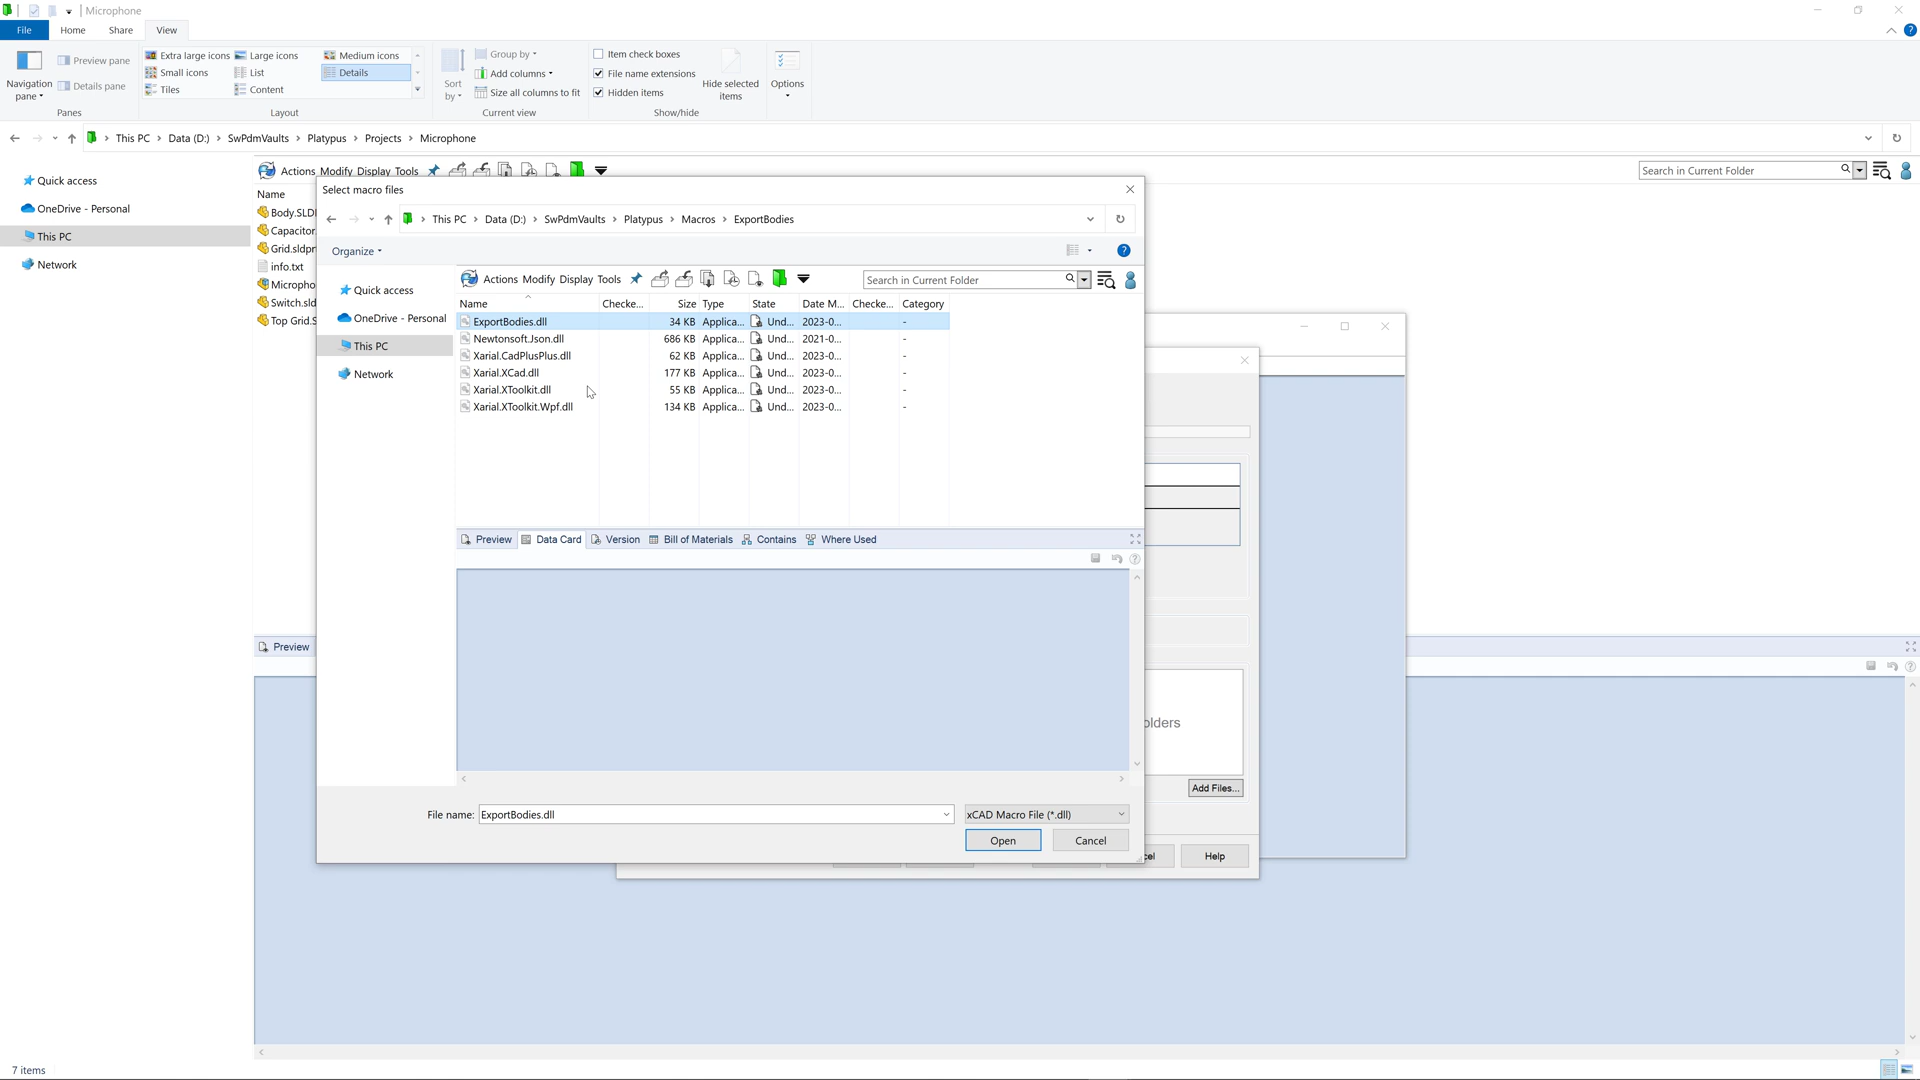 Microphone
File Home Share View
Navigation pane
Preview pane
Details pane
Panes
Extra large icons Large icons Medium icons
Small icons List Details
Tiles Content
Layout
Sort by
Group by
Add columns
Size all columns to fit
Current view
Item check boxes
File name extensions
Hidden items
Hide selected items
Show/hide
Options
This PC > Data (D:) > SwPdmVaults > Platypus > Projects > Microphone
Quick access
OneDrive - Personal
This PC
Network
Actions Modify Display Tools
Search in Current Folder
Name
Body.SLD
Capacitor
Grid.sldpr
info.txt
Micropho
Switch.sld
Top Grid.S
Preview
Select macro files
This PC > Data (D:) > SwPdmVaults > Platypus > Macros > ExportBodies
Organize
Quick access
OneDrive - Personal
This PC
Network
Actions Modify Display Tools
Search in Current Folder
Name Checke... Size Type State Date M... Checke... Category
ExportBodies.dll 34 KB Applica... Und... 2023-0... -
Newtonsoft.Json.dll 686 KB Applica... Und... 2021-0... -
Xarial.CadPlusPlus.dll 62 KB Applica... Und... 2023-0... -
Xarial.XCad.dll 177 KB Applica... Und... 2023-0... -
Xarial.XToolkit.dll 55 KB Applica... Und... 2023-0... -
Xarial.XToolkit.Wpf.dll 134 KB Applica... Und... 2023-0... -
Preview Data Card Version Bill of Materials Contains Where Used
File name: ExportBodies.dll xCAD Macro File (*.dll)
Open Cancel
olders
Add Files...
cel Help
7 items